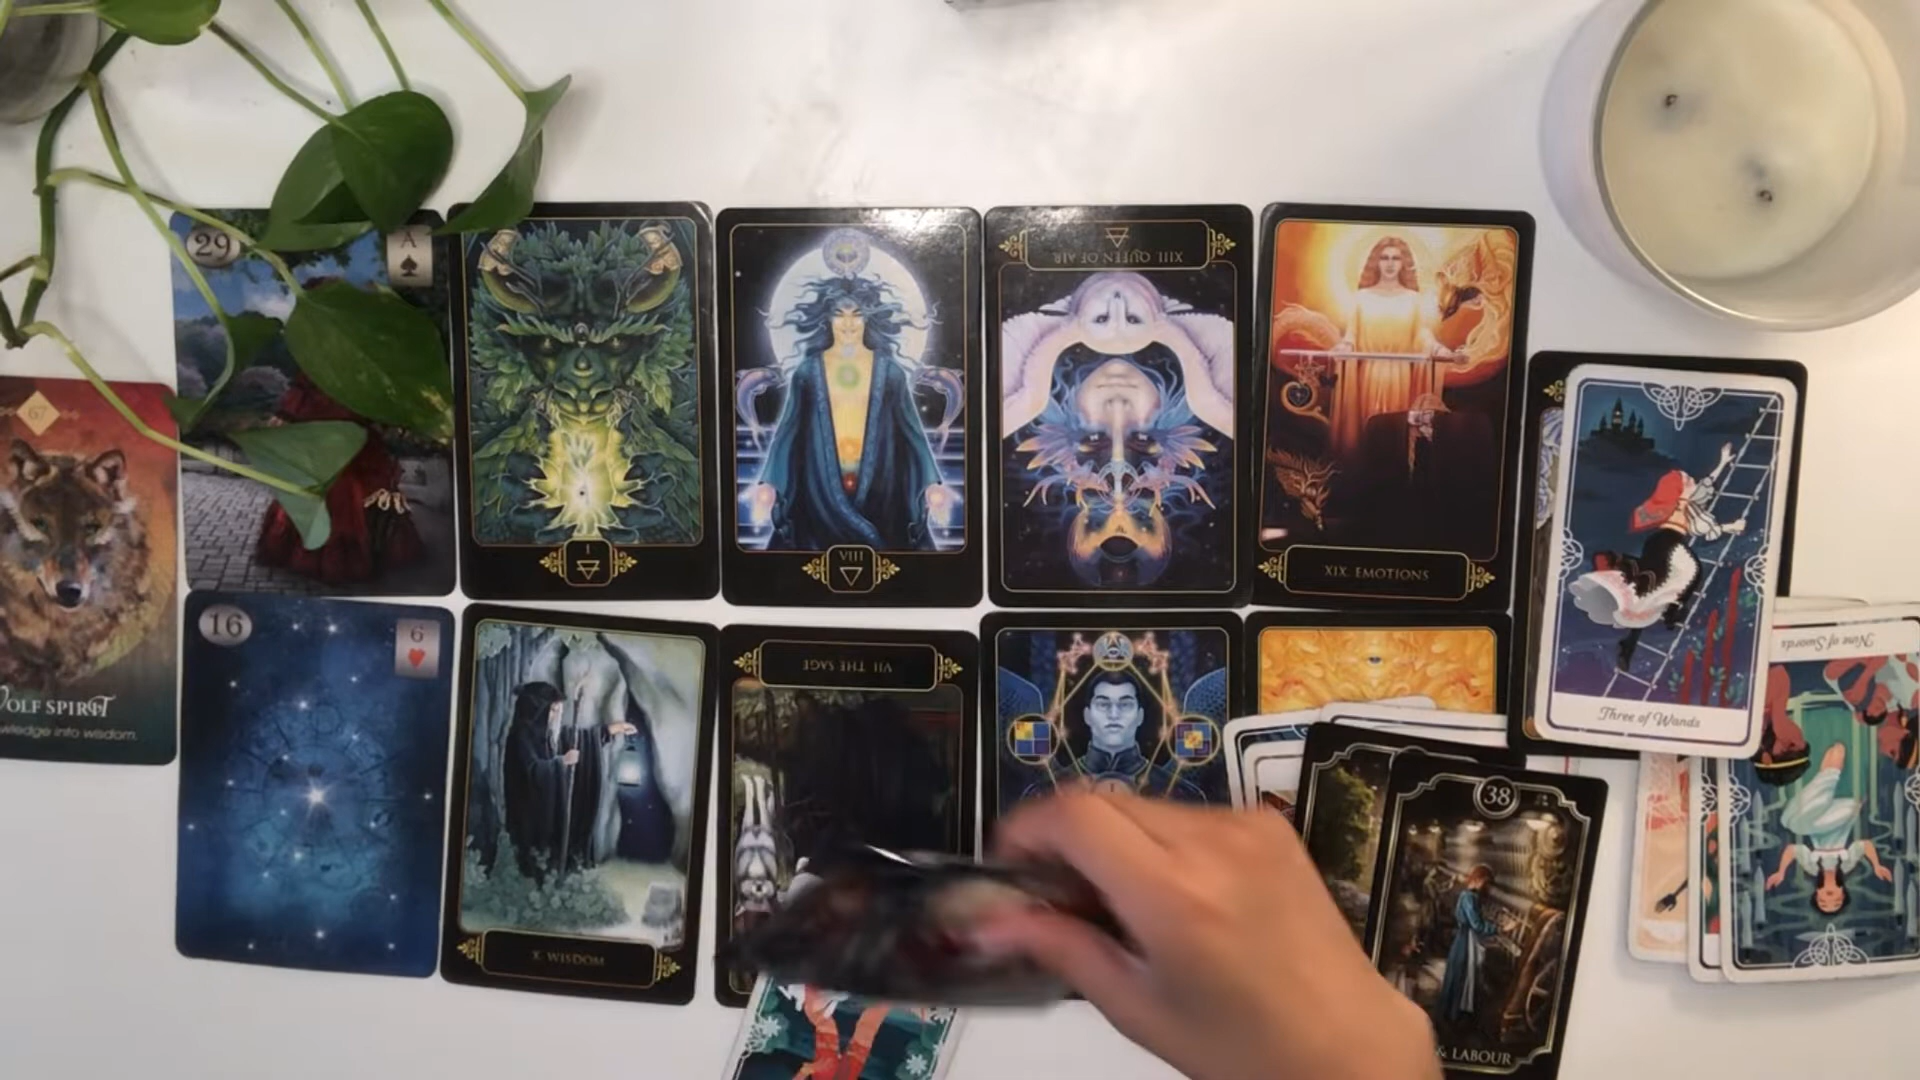 29
A
I
VIII
XIII. QUEEN OF AIR
XIX. EMOTIONS
67
WOLF SPIRIT
wledge into wisdom.
16
6
X. WISDOM
VII. THE SAGE
I
38
& LABOUR
Three of Wands
Nine of Swords